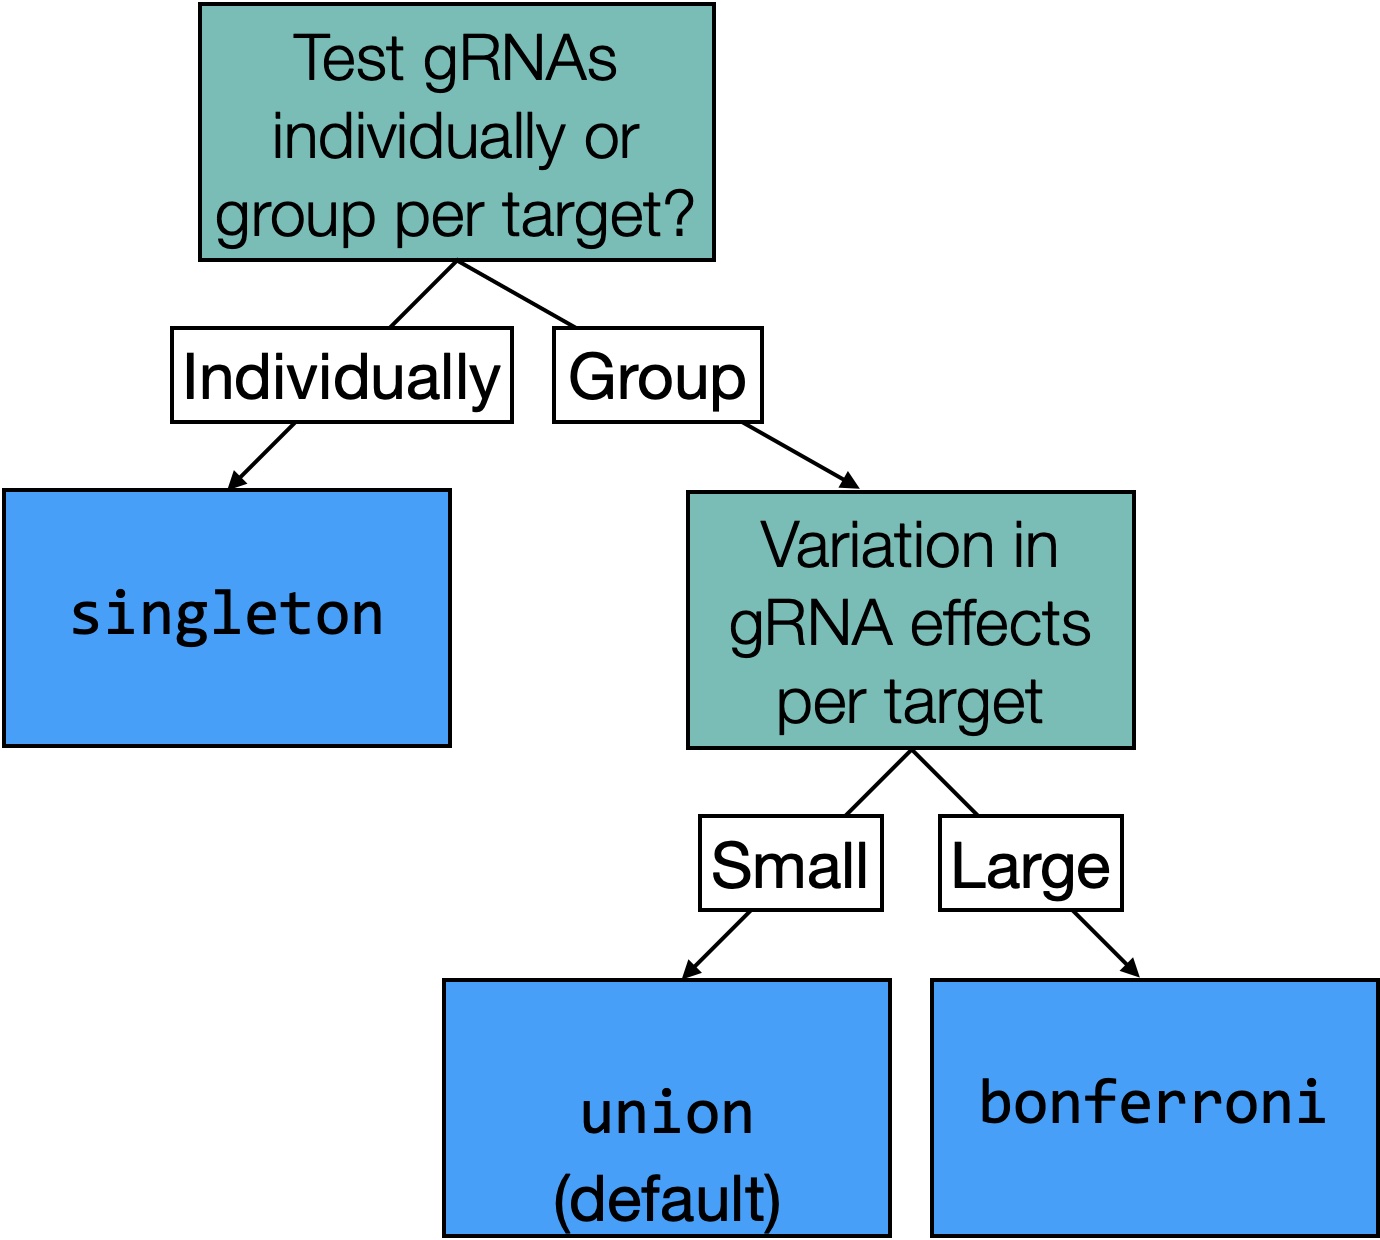 Test gRNAs
individually or
group per target?
Individually
Group
singleton
Variation in
gRNA effects
per target
Small
Large
union
(default)
bonferroni